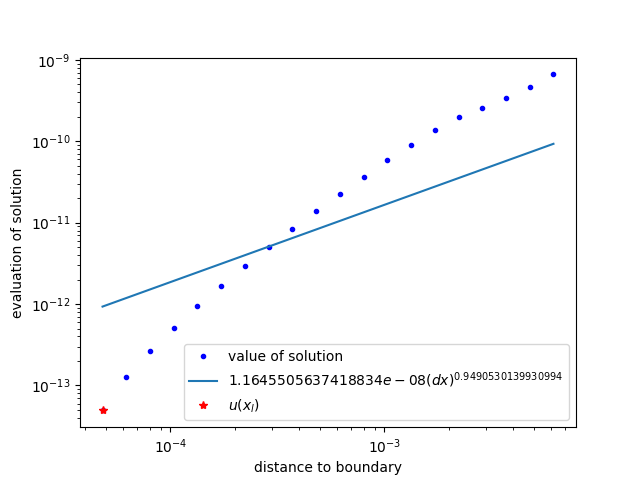 10⁻⁹
10⁻¹⁰
10⁻¹¹
10⁻¹²
10⁻¹³
evaluation of solution
value of solution
1.1645505637418834e − 08(dx)^0.9490530139930994
u(x_l)
10⁻⁴
10⁻³
distance to boundary